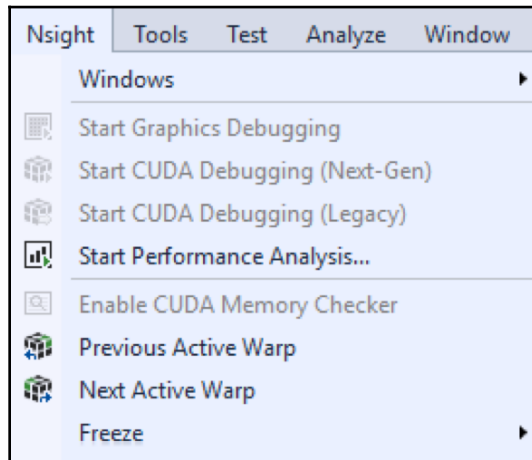 Nsight Tools Test Analyze Window
Windows
Start Graphics Debugging
Start CUDA Debugging (Next-Gen)
Start CUDA Debugging (Legacy)
Start Performance Analysis...
Enable CUDA Memory Checker
Previous Active Warp
Next Active Warp
Freeze